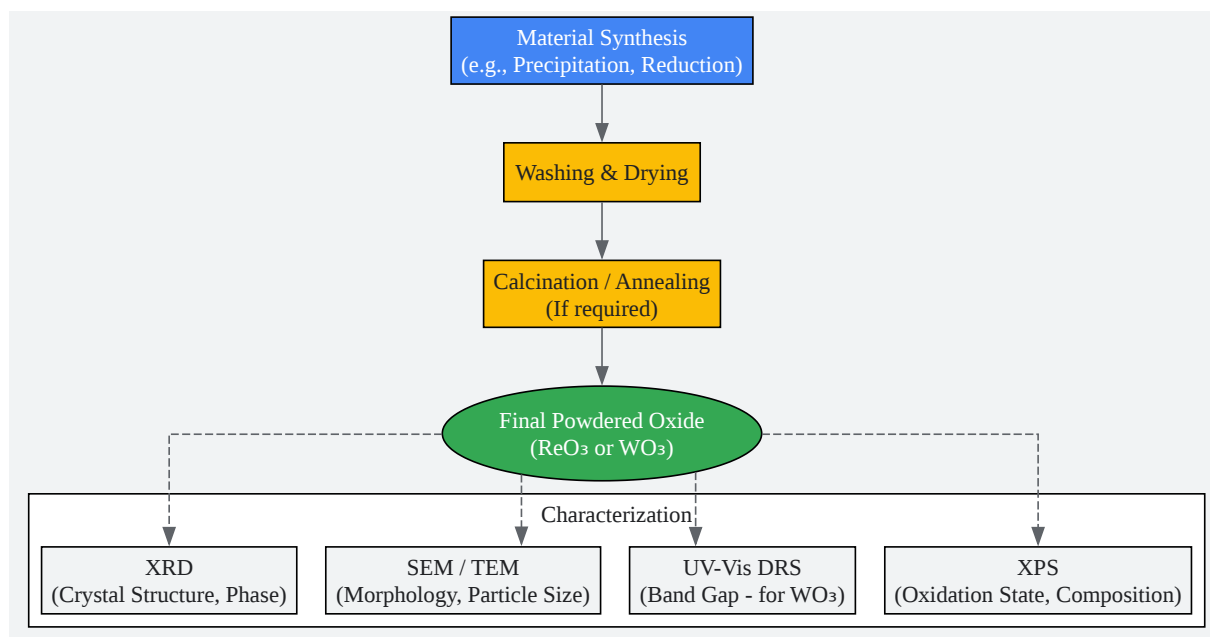 Material Synthesis
(e.g., Precipitation, Reduction)
Washing & Drying
Calcination / Annealing
(If required)
Final Powdered Oxide
(ReO₃ or WO₃)
Characterization
XRD
(Crystal Structure, Phase)
SEM / TEM
(Morphology, Particle Size)
UV-Vis DRS
(Band Gap - for WO₃)
XPS
(Oxidation State, Composition)